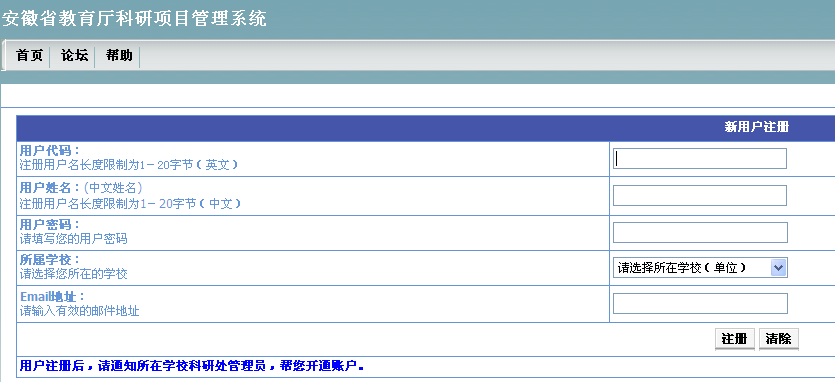 安徽省教育厅科研项目管理系统
首页 论坛 帮助
新用户注册
用户代码：
注册用户名长度限制为1－20字节（英文）
用户姓名：(中文姓名)
注册用户名长度限制为1－20字节（中文）
用户密码：
请填写您的用户密码
所属学校：
请选择您所在的学校
请选择所在学校（单位）
Email地址：
请输入有效的邮件地址
注册 清除
用户注册后，请通知所在学校科研处管理员，帮您开通账户。